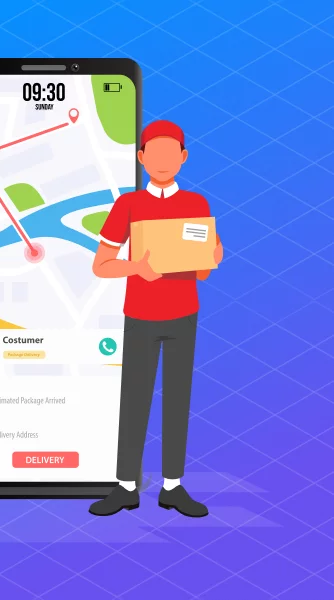 09:30
SUNDAY
Costumer
Package Delivery
imated Package Arrived
livery Address
DELIVERY